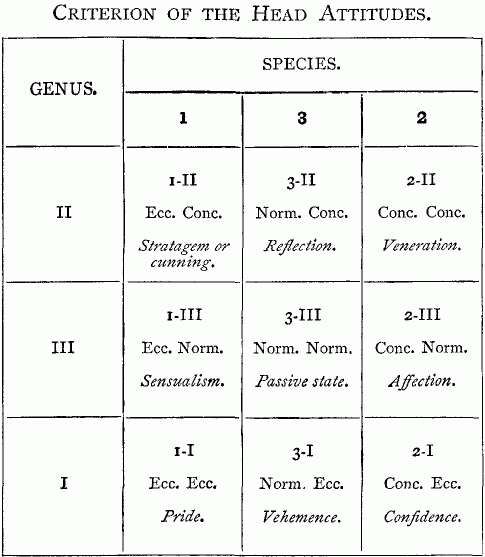 CRITERION OF THE HEAD ATTITUDES.
GENUS.
SPECIES.
1 3 2
II
1-II 3-II 2-II
Ecc. Conc. Norm. Conc. Conc. Conc.
Stratagem or Reflection. Veneration.
cunning.
III
1-III 3-III 2-III
Ecc. Norm. Norm. Norm. Conc. Norm.
Sensualism. Passive state. Affection.
I
1-I 3-I 2-I
Ecc. Ecc. Norm. Ecc. Conc. Ecc.
Pride. Vehemence. Confidence.